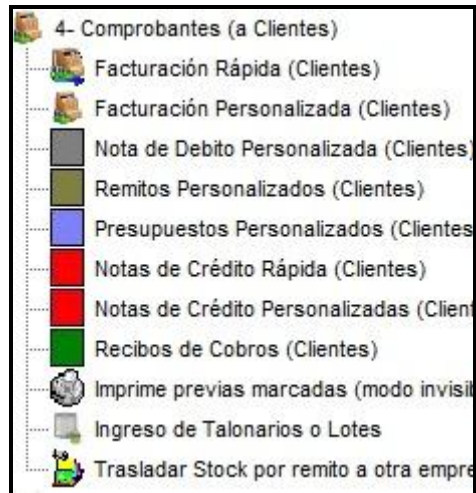 4- Comprobantes (a Clientes)
Facturación Rápida (Clientes)
Facturación Personalizada (Clientes)
Nota de Debito Personalizada (Clientes)
Remitos Personalizados (Clientes)
Presupuestos Personalizados (Clientes
Notas de Crédito Rápida (Clientes)
Notas de Crédito Personalizadas (Client
Recibos de Cobros (Clientes)
Imprime previas marcadas (modo invisib
Ingreso de Talonarios o Lotes
Trasladar Stock por remito a otra empre